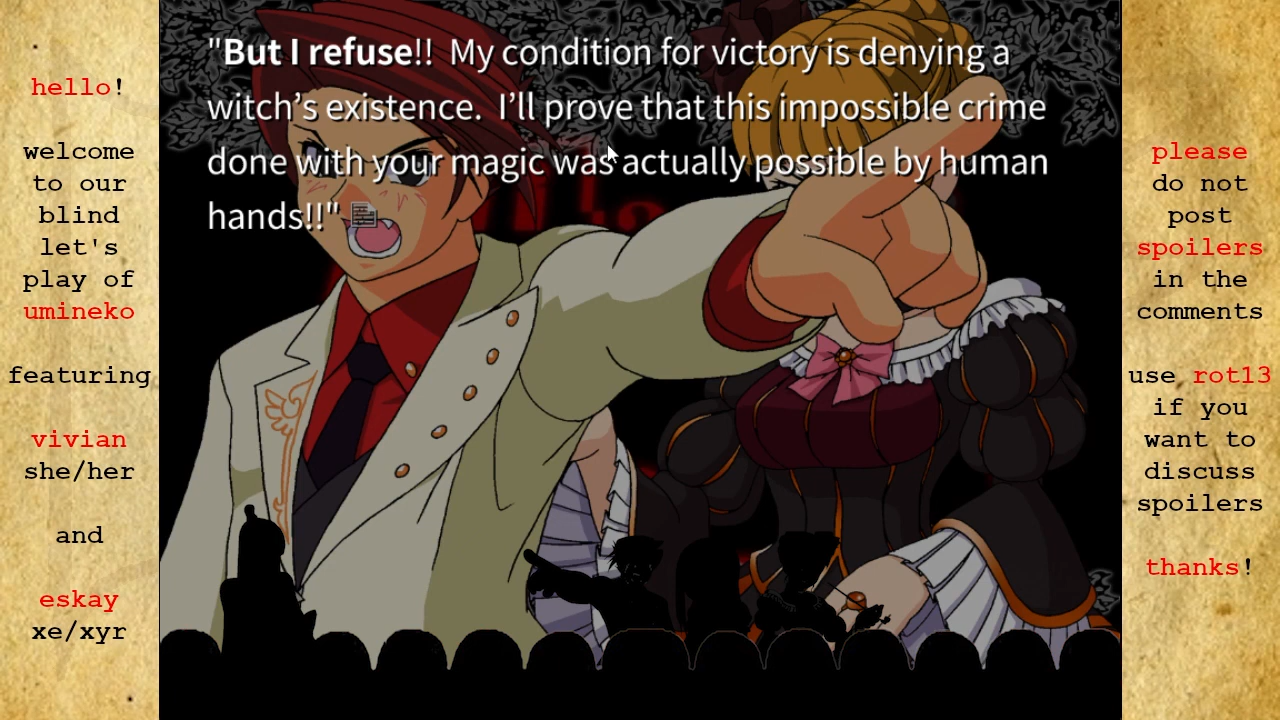 hello!
welcome
to our
blind
let's
play of
umineko
featuring
vivian
she/her
and
eskay
xe/xyr
"But I refuse!!  My condition for victory is denying a
witch’s existence.  I’ll prove that this impossible crime
done with your magic was actually possible by human
hands!!"
please
do not
post
spoilers
in the
comments
use rot13
if you
want to
discuss
spoilers
thanks!